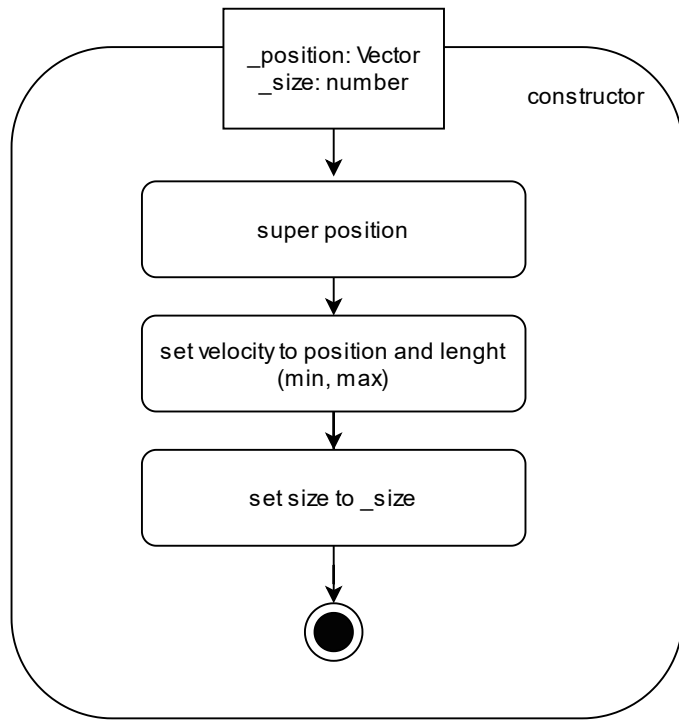 _position: Vector
_size: number
constructor
super position
set velocity to position and lenght
(min, max)
set size to _size